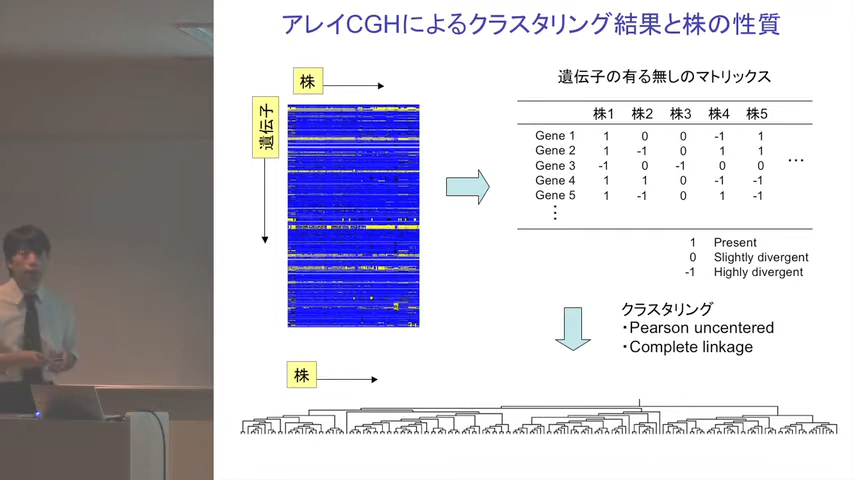 アレイCGHによるクラスタリング結果と株の性質
株
遺伝子
遺伝子の有る無しのマトリックス
株1 株2 株3 株4 株5
Gene 1 1 0 0 -1 1
Gene 2 1 -1 0 1 1
Gene 3 -1 0 -1 0 0
Gene 4 1 1 0 -1 -1
Gene 5 1 -1 0 1 -1
…
⋮
1 Present
0 Slightly divergent
-1 Highly divergent
クラスタリング
・Pearson uncentered
・Complete linkage
株